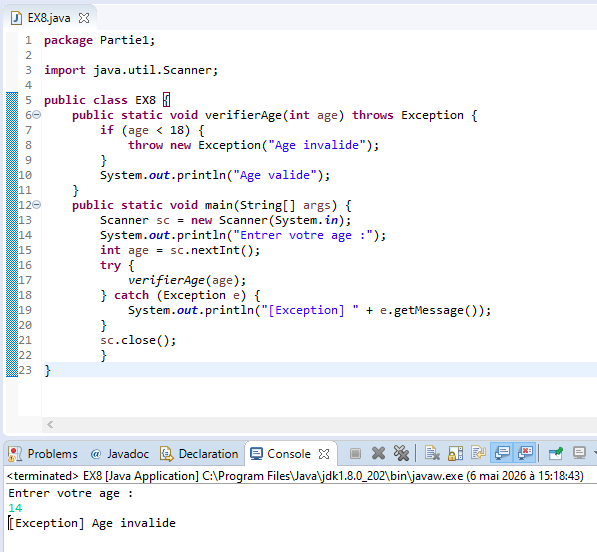 EX8.java
1 package Partie1;
2
3 import java.util.Scanner;
4
5 public class EX8 {
6 public static void verifierAge(int age) throws Exception {
7 if (age < 18) {
8 throw new Exception("Age invalide");
9 }
10 System.out.println("Age valide");
11 }
12 public static void main(String[] args) {
13 Scanner sc = new Scanner(System.in);
14 System.out.println("Entrer votre age :");
15 int age = sc.nextInt();
16 try {
17 verifierAge(age);
18 } catch (Exception e) {
19 System.out.println("[Exception] " + e.getMessage());
20 }
21 sc.close();
22 }
23 }
Problems @ Javadoc Declaration Console
<terminated> EX8 [Java Application] C:\Program Files\Java\jdk1.8.0_202\bin\javaw.exe (6 mai 2026 à 15:18:43)
Entrer votre age :
14
[Exception] Age invalide